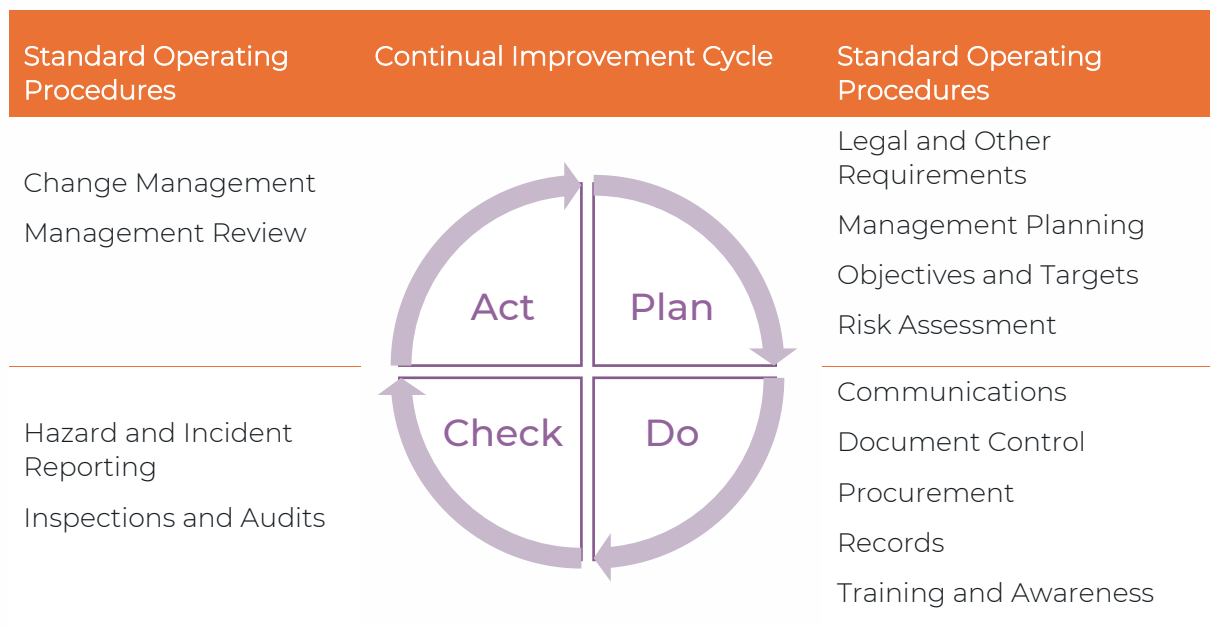 Standard Operating
Procedures
Continual Improvement Cycle
Standard Operating
Procedures
Change Management
Management Review
Act
Plan
Legal and Other
Requirements
Management Planning
Objectives and Targets
Risk Assessment
Hazard and Incident
Reporting
Inspections and Audits
Check
Do
Communications
Document Control
Procurement
Records
Training and Awareness